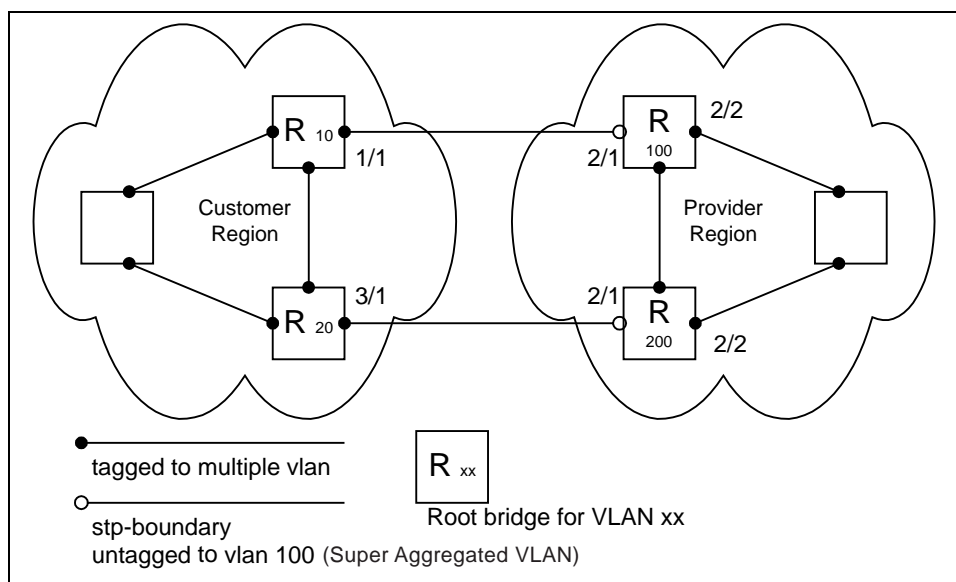 R 10
1/1
2/1
R
100
2/2
Customer
Region
Provider
Region
3/1
R 20
2/1
R
200
2/2
tagged to multiple vlan
stp-boundary
untagged to vlan 100 (Super Aggregated VLAN)
R xx
Root bridge for VLAN xx